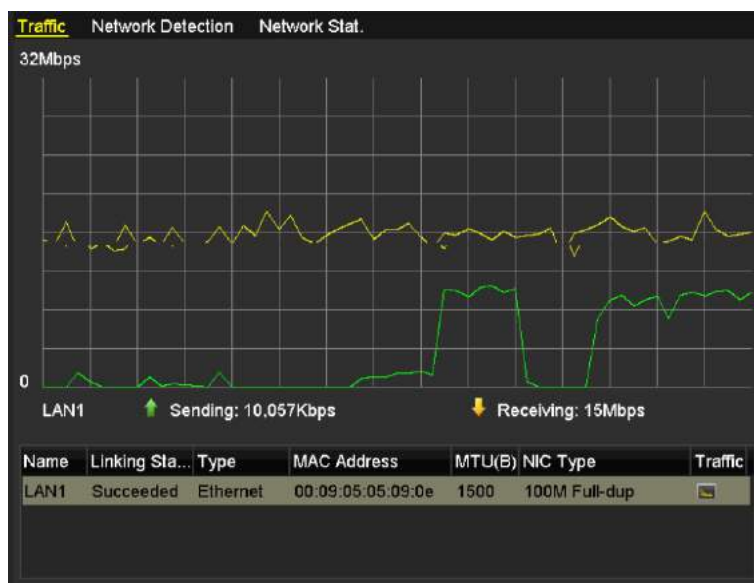 Traffic Network Detection Network Stat.
32Mbps
0
LAN1 Sending: 10,057Kbps Receiving: 15Mbps
Name Linking Sta... Type MAC Address MTU(B) NIC Type Traffic
LAN1 Succeeded Ethernet 00:09:05:05:09:0e 1500 100M Full-dup